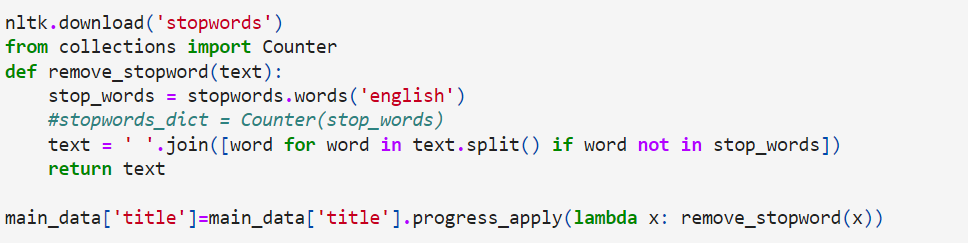 nltk.download('stopwords')
from collections import Counter
def remove_stopword(text):
    stop_words = stopwords.words('english')
    #stopwords_dict = Counter(stop_words)
    text = ' '.join([word for word in text.split() if word not in stop_words])
    return text

main_data['title']=main_data['title'].progress_apply(lambda x: remove_stopword(x))